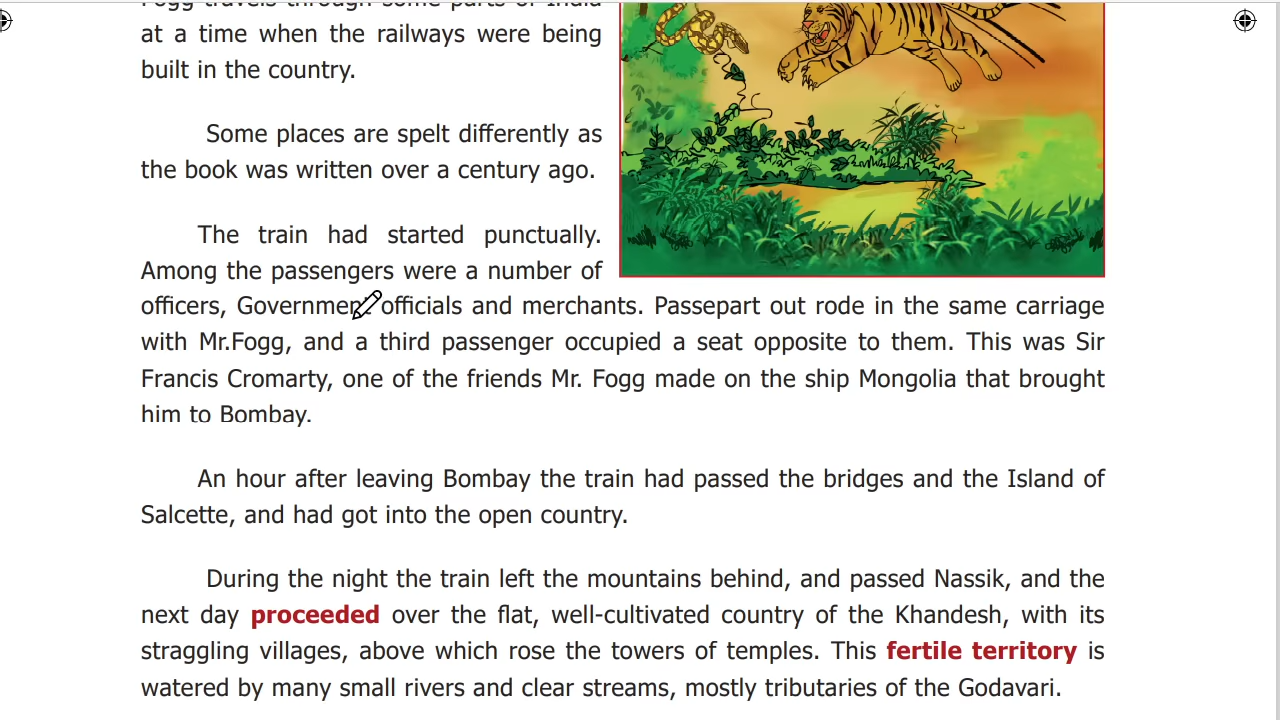 Fogg travels through some parts of India
at a time when the railways were being
built in the country.
Some places are spelt differently as
the book was written over a century ago.
The train had started punctually.
Among the passengers were a number of
officers, Government officials and merchants. Passepart out rode in the same carriage
with Mr.Fogg, and a third passenger occupied a seat opposite to them. This was Sir
Francis Cromarty, one of the friends Mr. Fogg made on the ship Mongolia that brought
him to Bombay.
An hour after leaving Bombay the train had passed the bridges and the Island of
Salcette, and had got into the open country.
During the night the train left the mountains behind, and passed Nassik, and the
next day proceeded over the flat, well-cultivated country of the Khandesh, with its
straggling villages, above which rose the towers of temples. This fertile territory is
watered by many small rivers and clear streams, mostly tributaries of the Godavari.